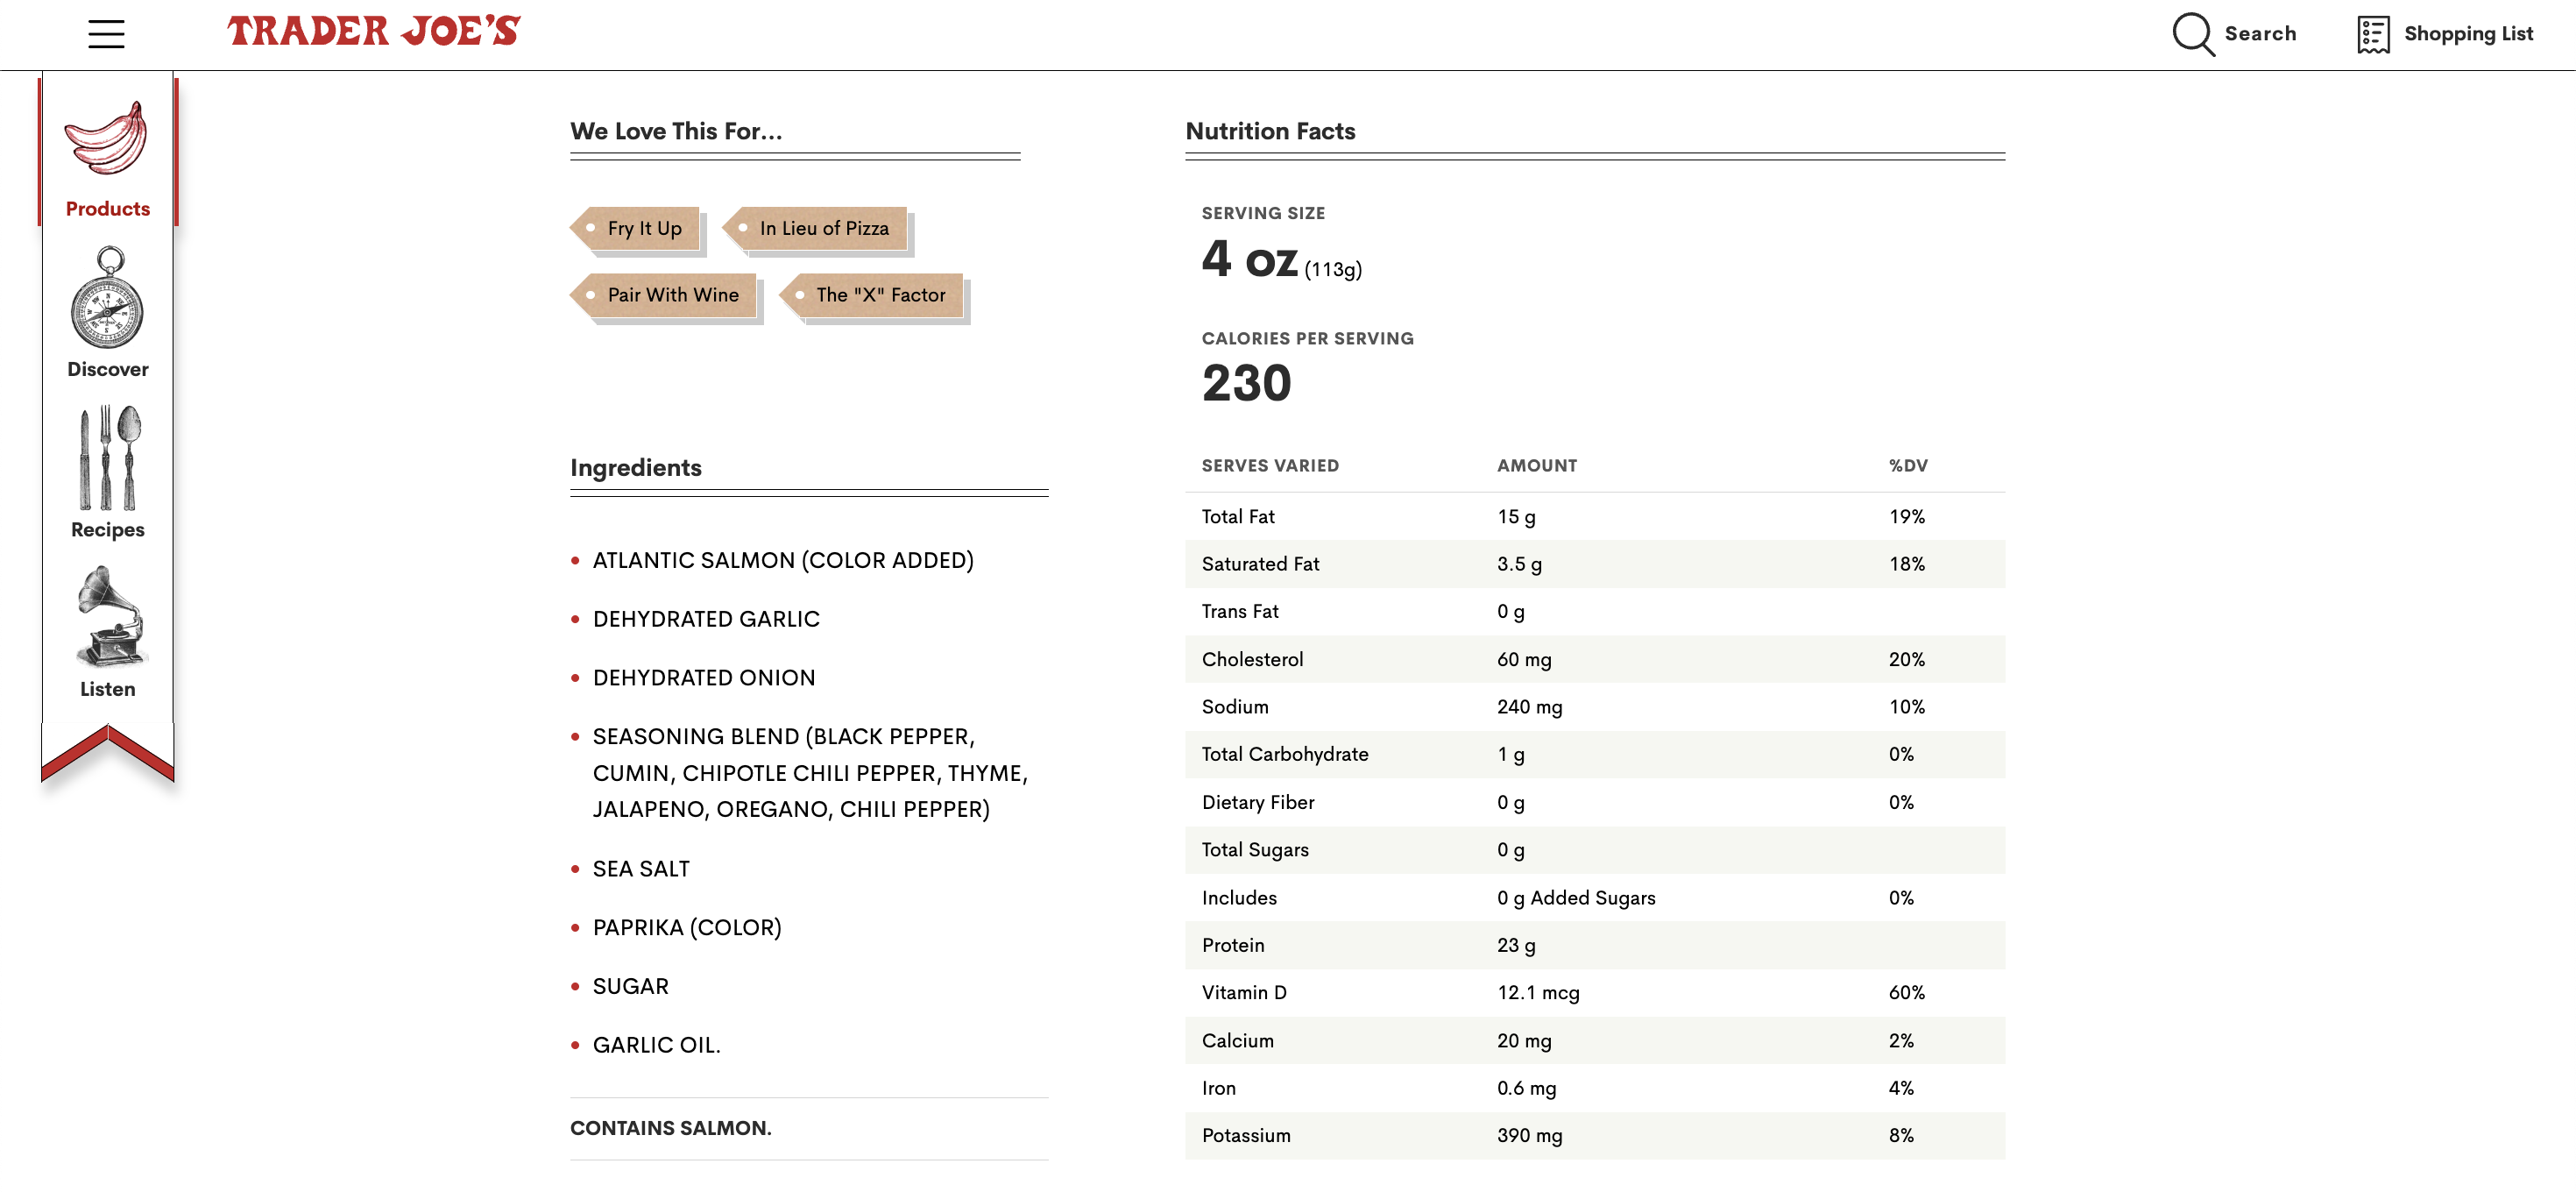 TRADER JOE'S
Search
Shopping List
Products
Discover
Recipes
Listen
We Love This For...
Fry It Up
In Lieu of Pizza
Pair With Wine
The "X" Factor
Ingredients
ATLANTIC SALMON (COLOR ADDED)
DEHYDRATED GARLIC
DEHYDRATED ONION
SEASONING BLEND (BLACK PEPPER,
CUMIN, CHIPOTLE CHILI PEPPER, THYME,
JALAPENO, OREGANO, CHILI PEPPER)
SEA SALT
PAPRIKA (COLOR)
SUGAR
GARLIC OIL.
CONTAINS SALMON.
Nutrition Facts
SERVING SIZE
4 oz (113g)
CALORIES PER SERVING
230
SERVES VARIED AMOUNT %DV
Total Fat 15 g 19%
Saturated Fat 3.5 g 18%
Trans Fat 0 g
Cholesterol 60 mg 20%
Sodium 240 mg 10%
Total Carbohydrate 1 g 0%
Dietary Fiber 0 g 0%
Total Sugars 0 g
Includes 0 g Added Sugars 0%
Protein 23 g
Vitamin D 12.1 mcg 60%
Calcium 20 mg 2%
Iron 0.6 mg 4%
Potassium 390 mg 8%